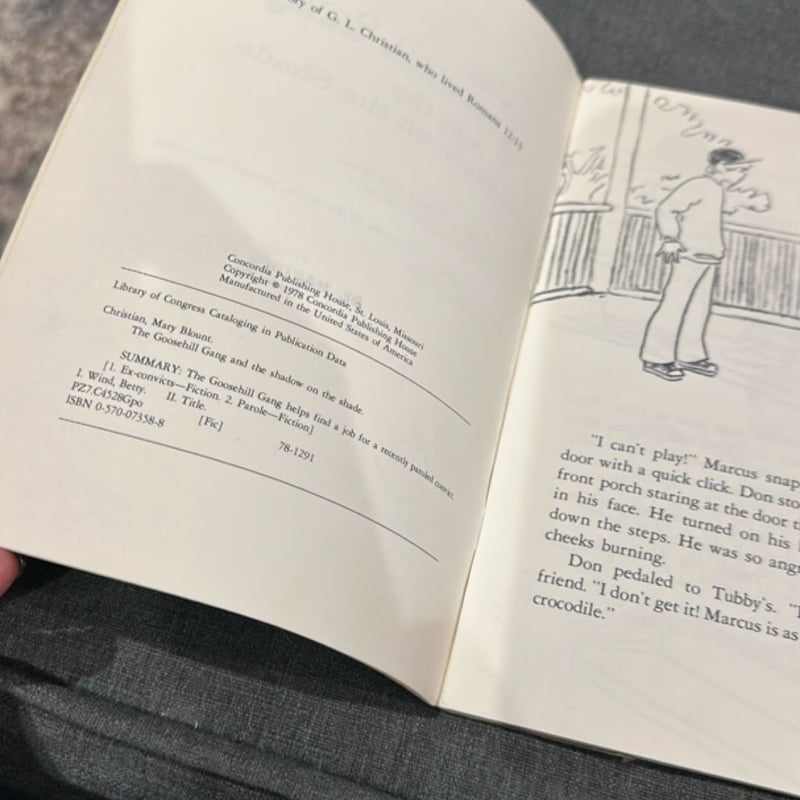 of G. L. Christian, who lived Romans 12:13
Concordia Publishing House, St. Louis, Missouri
Copyright © 1978 Concordia Publishing House
Manufactured in the United States of America
Library of Congress Cataloging in Publication Data
Christian, Mary Blount.
The Goosehill Gang and the shadow on the shade.
SUMMARY: The Goosehill Gang helps find a job for a recently paroled convict.
[1. Ex-convicts—Fiction. 2. Parole—Fiction]
I. Wind, Betty. II. Title.
PZ7.C4528Gpo [Fic] 78-1291
ISBN 0-570-07358-8
"I can't play!" Marcus snap
door with a quick click. Don sto
front porch staring at the door
in his face. He turned on his
down the steps. He was so ang
cheeks burning.
Don pedaled to Tubby's.
friend. "I don't get it! Marcus is as
crocodile."